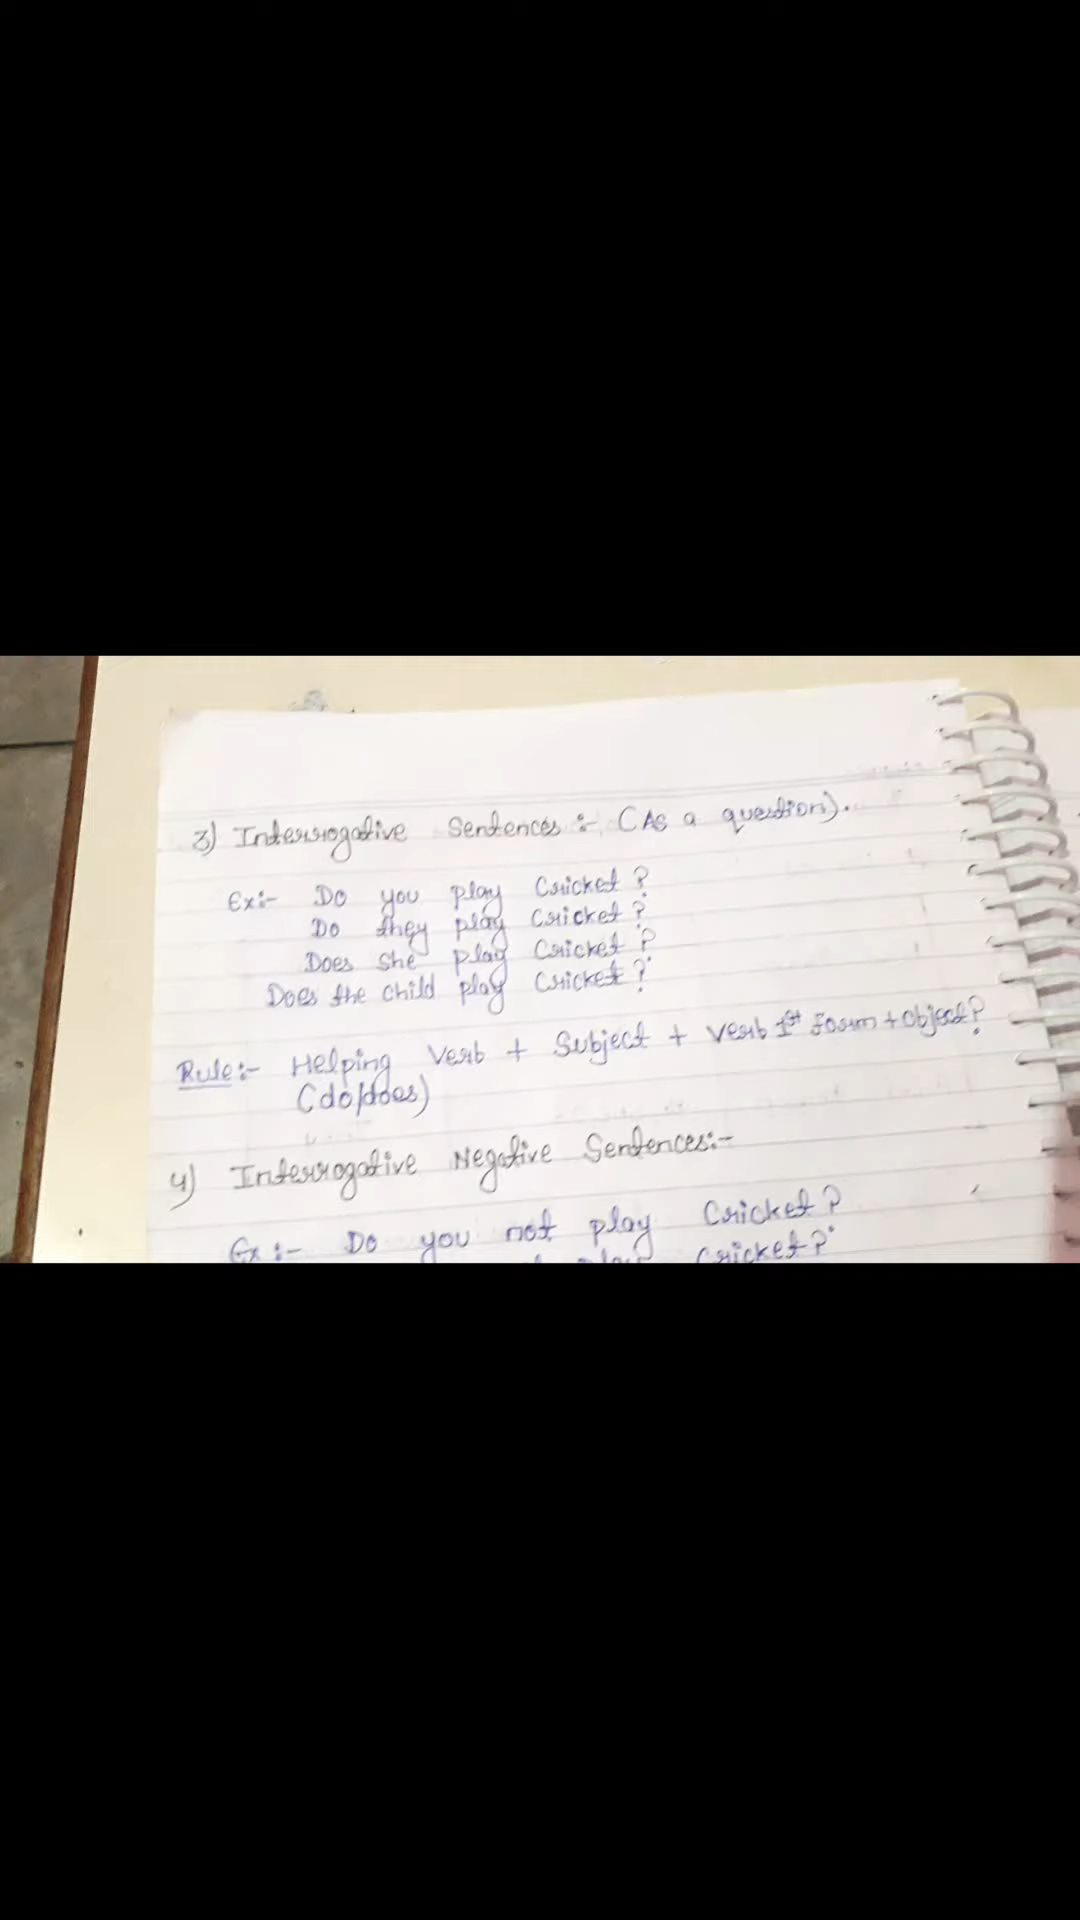 3) Interrogative Sentences :- (As a question).
Ex:- Do you play Cricket ?
Do they play Cricket ?
Does she play Cricket ?
Does the child play Cricket ?
Rule:- Helping Verb + Subject + Verb 1st Form + Object ?
(do/does)
4) Interrogative Negative Sentences:-
Ex :- Do you not play Cricket ?
play Cricket ?